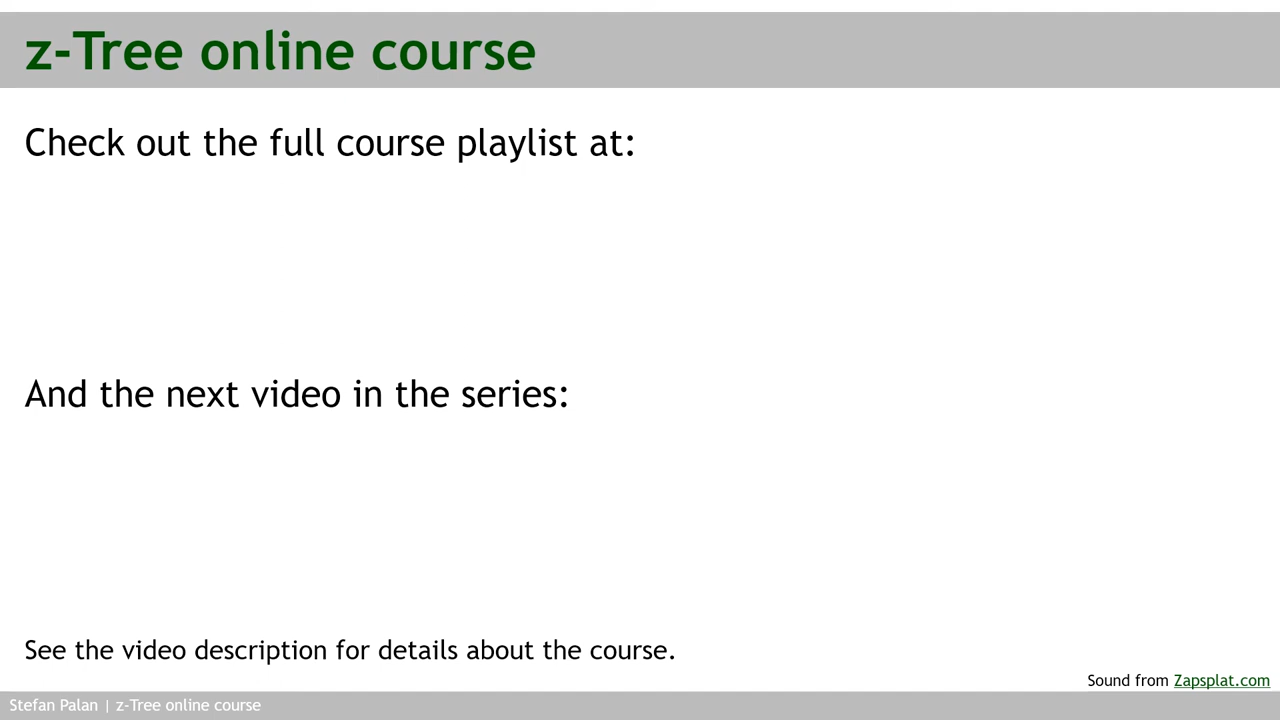 z-Tree online course
Check out the full course playlist at:
And the next video in the series:
See the video description for details about the course.
Sound from Zapsplat.com
Stefan Palan | z-Tree online course